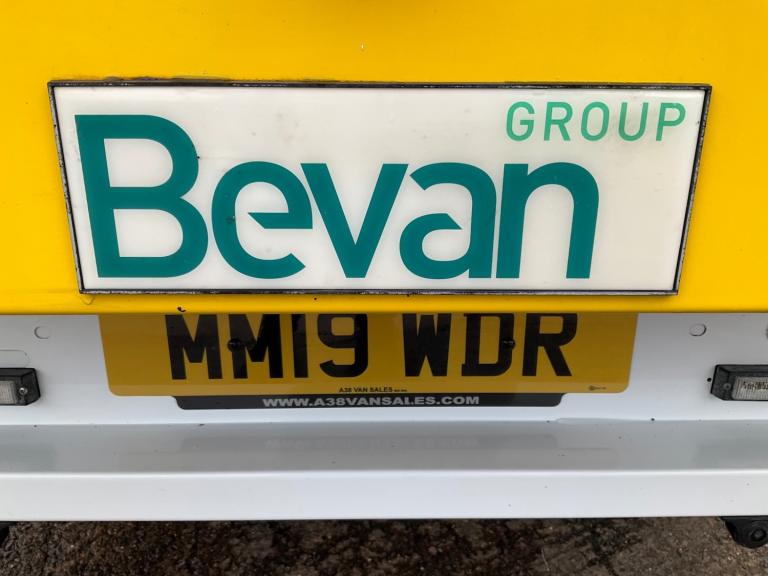 GROUP
Bevan
MM19 WDR
A38 VAN SALES
WWW.A38VANSALES.COM